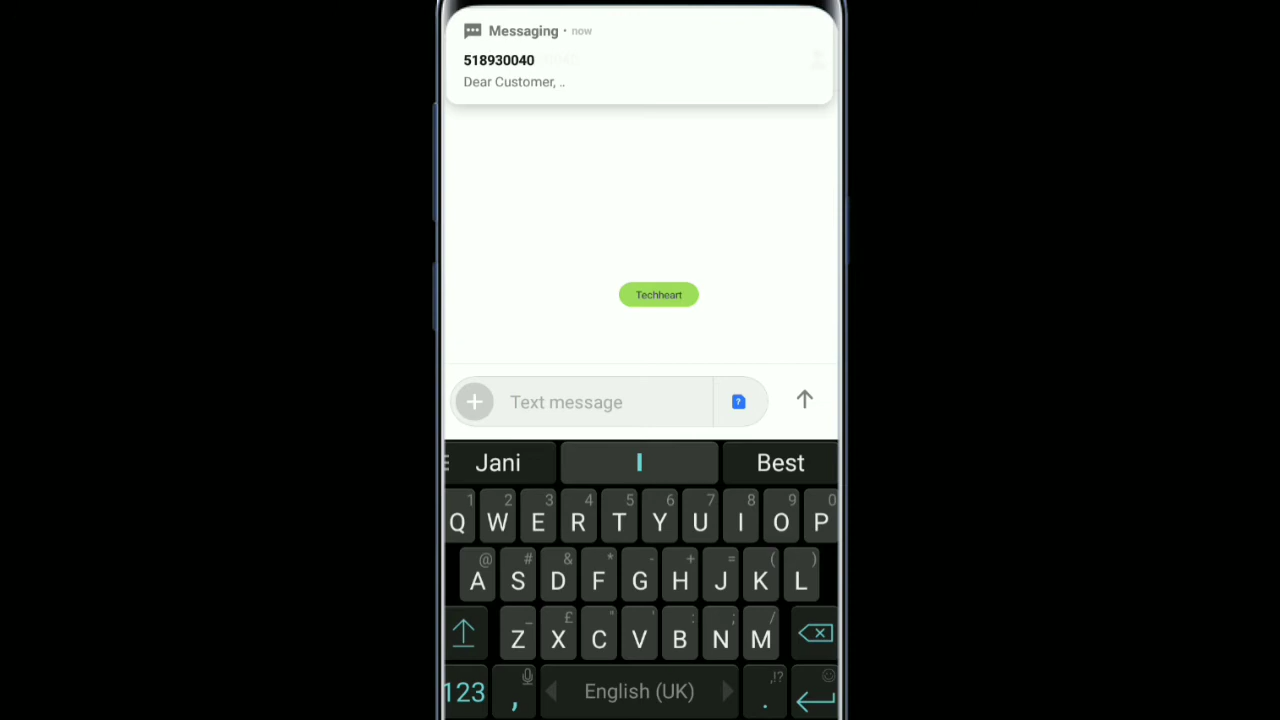 Messaging • now
518930040
Dear Customer, ..
Techheart
Text message
Jani I Best
1 2 3 4 5 6 7 8 9 0
Q W E R T Y U I O P
@ # & * - + = ( )
A S D F G H J K L
_ £ " ' : ; /
Z X C V B N M
,!?
123 , English (UK) .